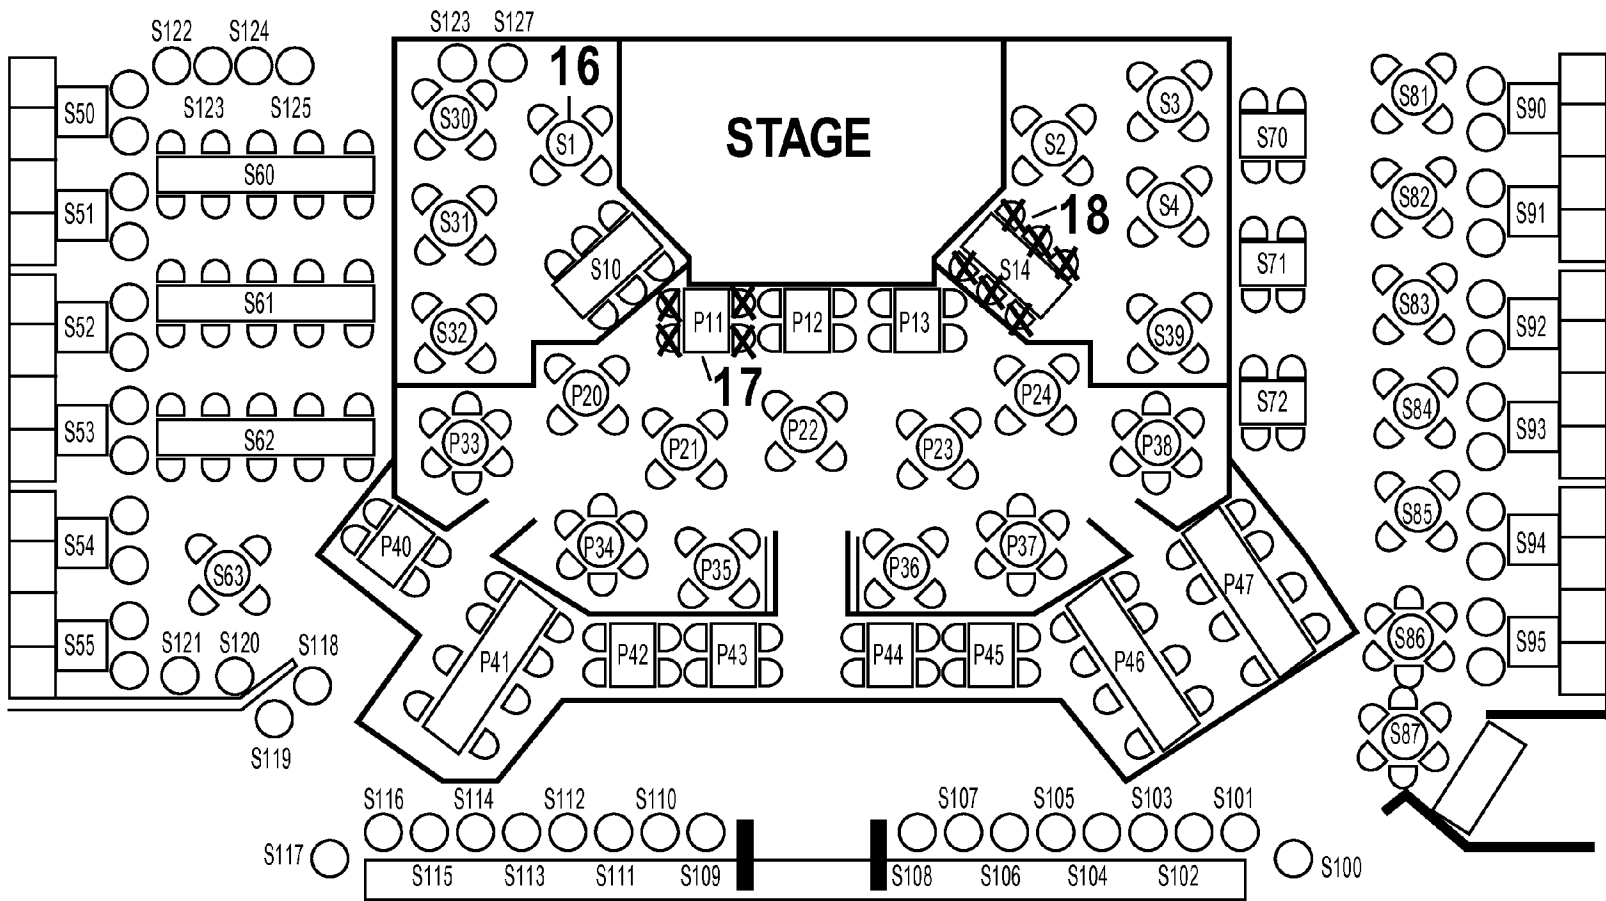 S122 S124 S123 S127
S123 S125
16
STAGE
S50 S60 S30 S1 S2 S3 S70 S81 S90
S51 S31 S10 S14 18 S4 S82 S91
S61 S71
S52 S32 P11 P12 P13 S39 S83 S92
17
S53 S62 P33 P20 P21 P22 P23 P24 P38 S72 S84 S93
S54 S63 P40 P34 P35 P36 P37 P47 S85 S94
S55 P41 P42 P43 P44 P45 P46 S86 S95
S121 S120 S118
S119 S87
S116 S114 S112 S110 S107 S105 S103 S101
S117 S100
S115 S113 S111 S109 S108 S106 S104 S102